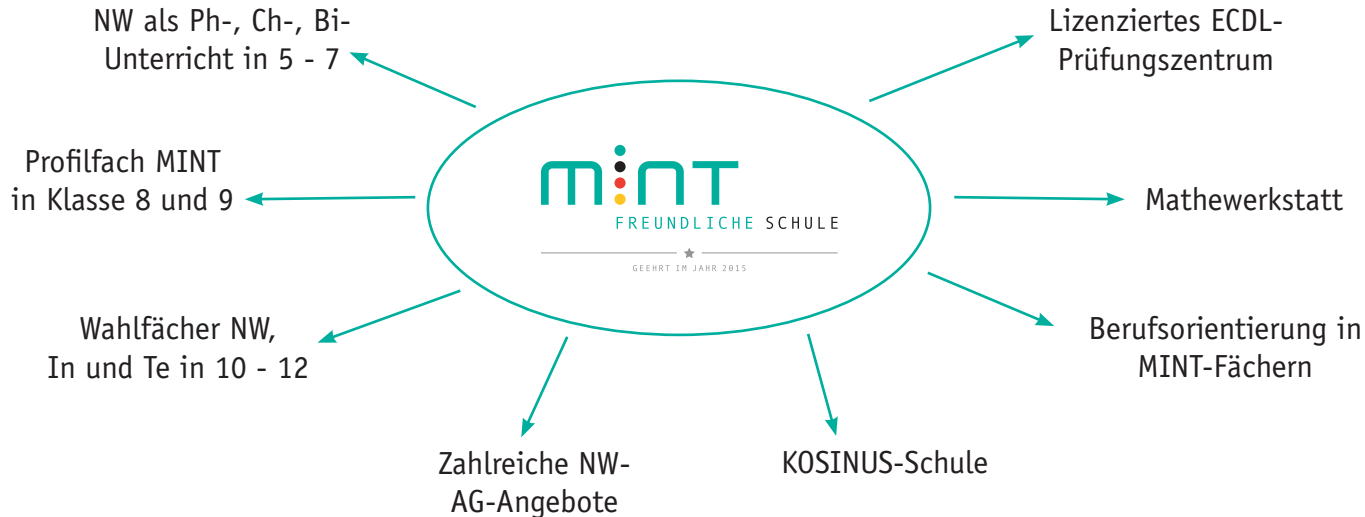 NW als Ph-, Ch-, Bi-
Unterricht in 5 - 7
Lizenziertes ECDL-
Prüfungszentrum
Profilfach MINT
in Klasse 8 und 9
mint
FREUNDLICHE SCHULE
GEEHRT IM JAHR 2015
Mathewerkstatt
Wahlfächer NW,
In und Te in 10 - 12
Berufsorientierung in
MINT-Fächern
Zahlreiche NW-
AG-Angebote
KOSINUS-Schule